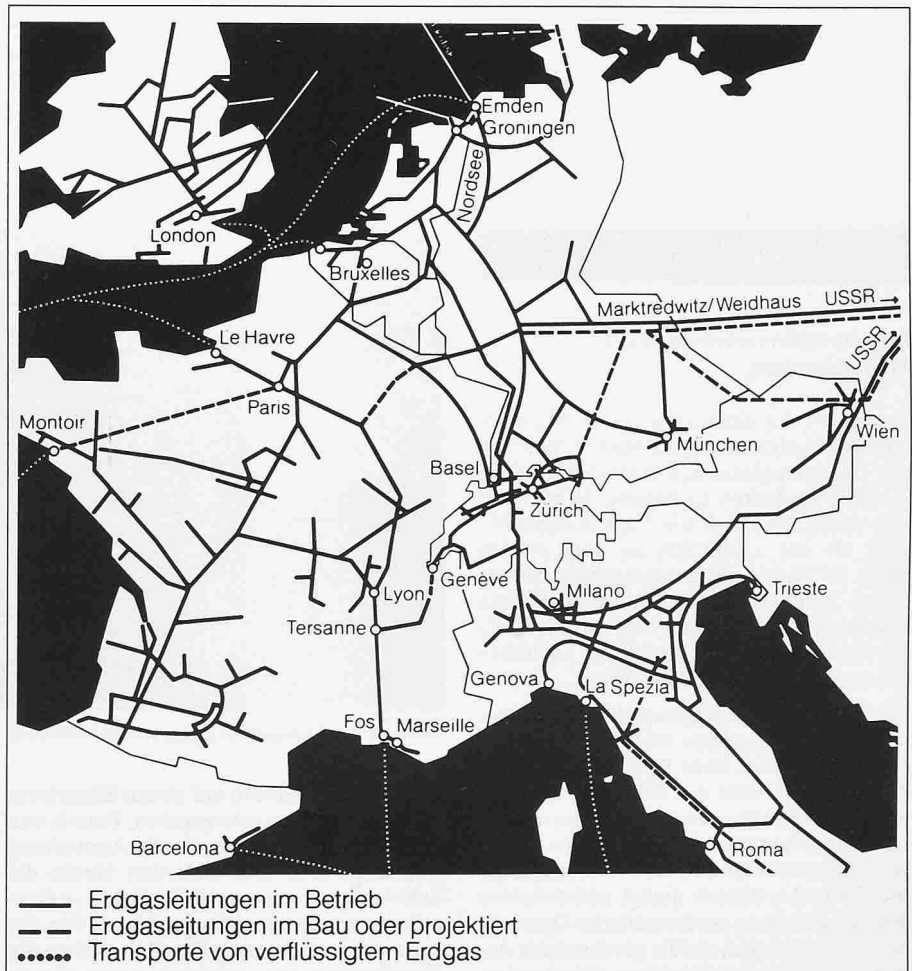 Emden
Groningen
Nordsee
London
Bruxelles
Marktredwitz/Weidhaus
USSR
USSR
Le Havre
Paris
Montoir
Wien
München
Basel
Zürich
Genève
Lyon
Milano
Trieste
Tersanne
Genova
La Spezia
Fos
Marseille
Barcelona
Roma
Erdgasleitungen im Betrieb
Erdgasleitungen im Bau oder projektiert
Transporte von verflüssigtem Erdgas